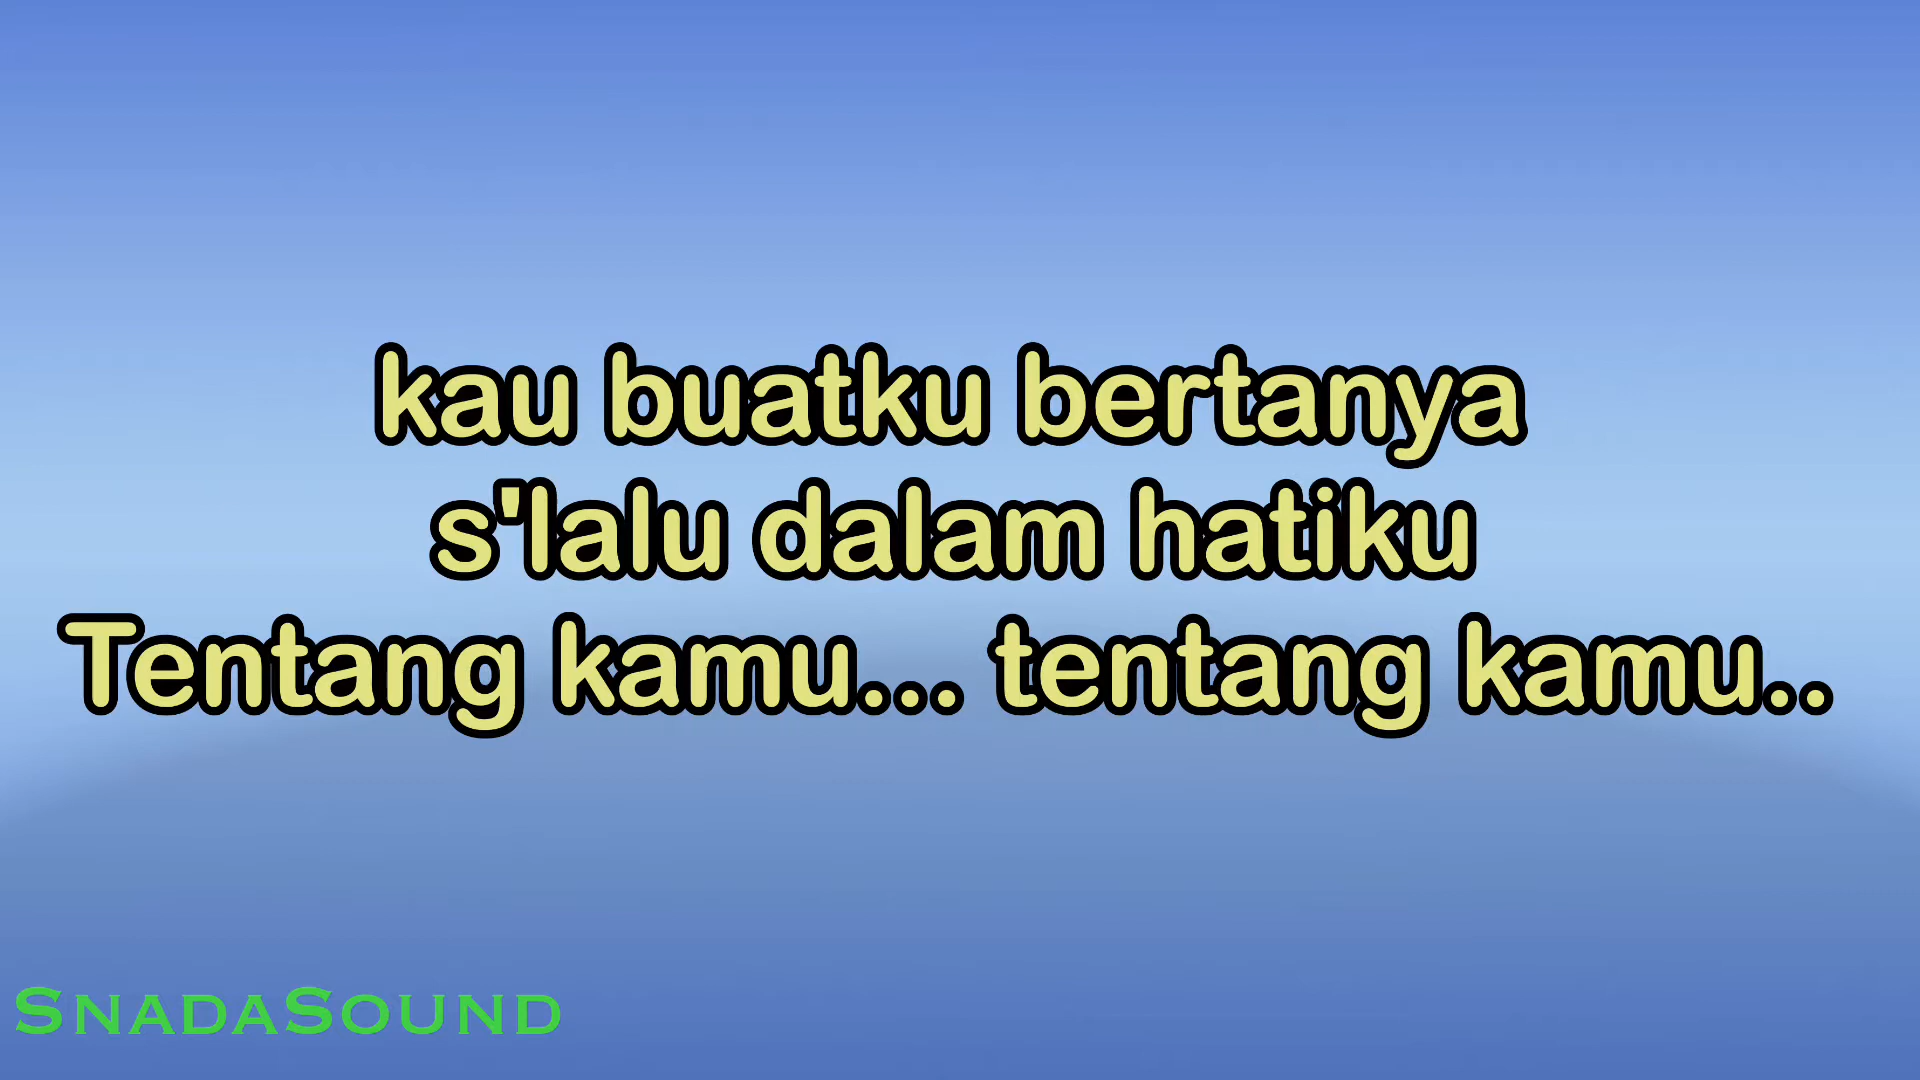 kau buatku bertanya
s'lalu dalam hatiku
Tentang kamu... tentang kamu..
SnadaSound